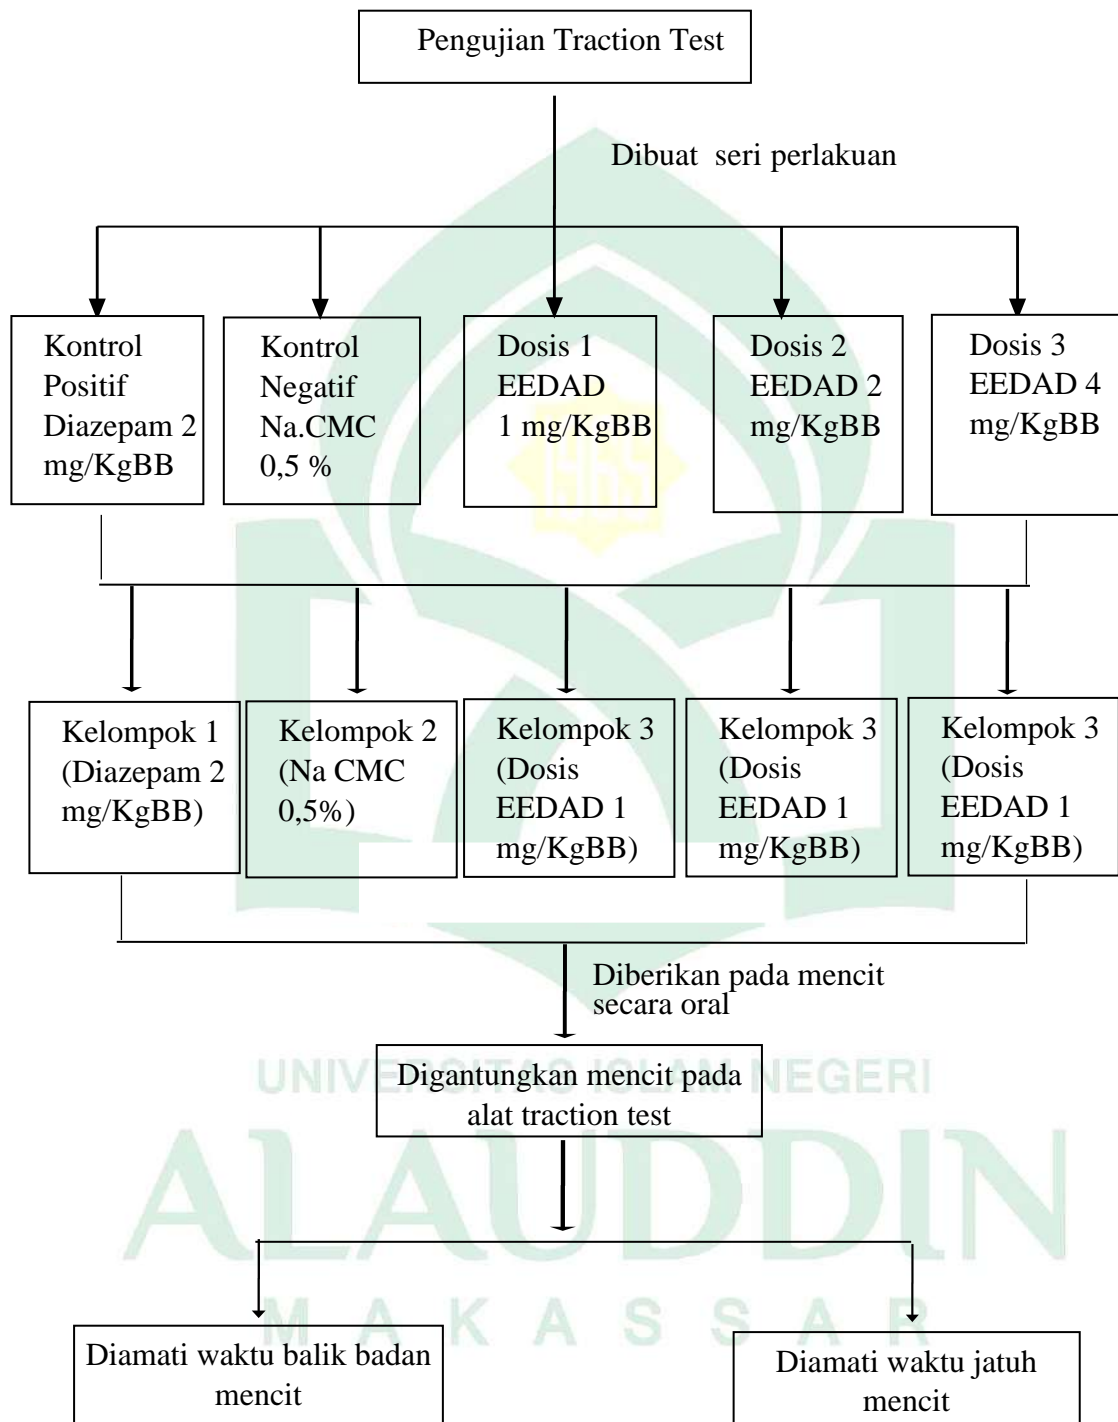 Pengujian Traction Test
Dibuat seri perlakuan
Kontrol
Positif
Diazepam 2
mg/KgBB
Kontrol
Negatif
Na.CMC
0,5 %
Dosis 1
EEDAD
1 mg/KgBB
Dosis 2
EEDAD 2
mg/KgBB
Dosis 3
EEDAD 4
mg/KgBB
1965
Kelompok 1
(Diazepam 2
mg/KgBB)
Kelompok 2
(Na CMC
0,5%)
Kelompok 3
(Dosis
EEDAD 1
mg/KgBB)
Kelompok 3
(Dosis
EEDAD 1
mg/KgBB)
Kelompok 3
(Dosis
EEDAD 1
mg/KgBB)
Diberikan pada mencit
secara oral
UNIVERSITAS ISLAM NEGERI
Digantungkan mencit pada
alat traction test
ALAUDDIN
MAKASSAR
Diamati waktu balik badan
mencit
Diamati waktu jatuh
mencit